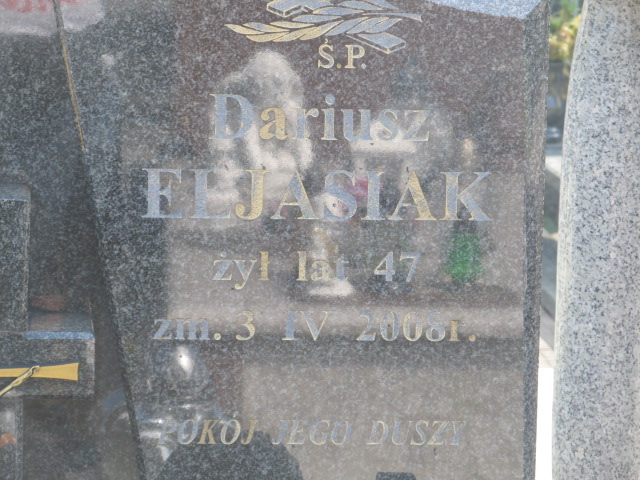 Ś.P.
Dariusz
ELJASIAK
żył lat 47
zm. 3 IV 2008r.
POKÓJ JEGO DUSZY